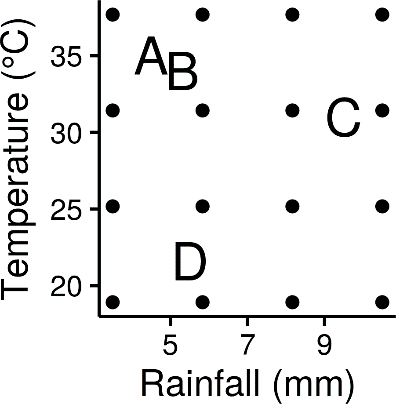 Temperature (°C)
35
30
25
20
A
B
C
D
5 7 9
Rainfall (mm)